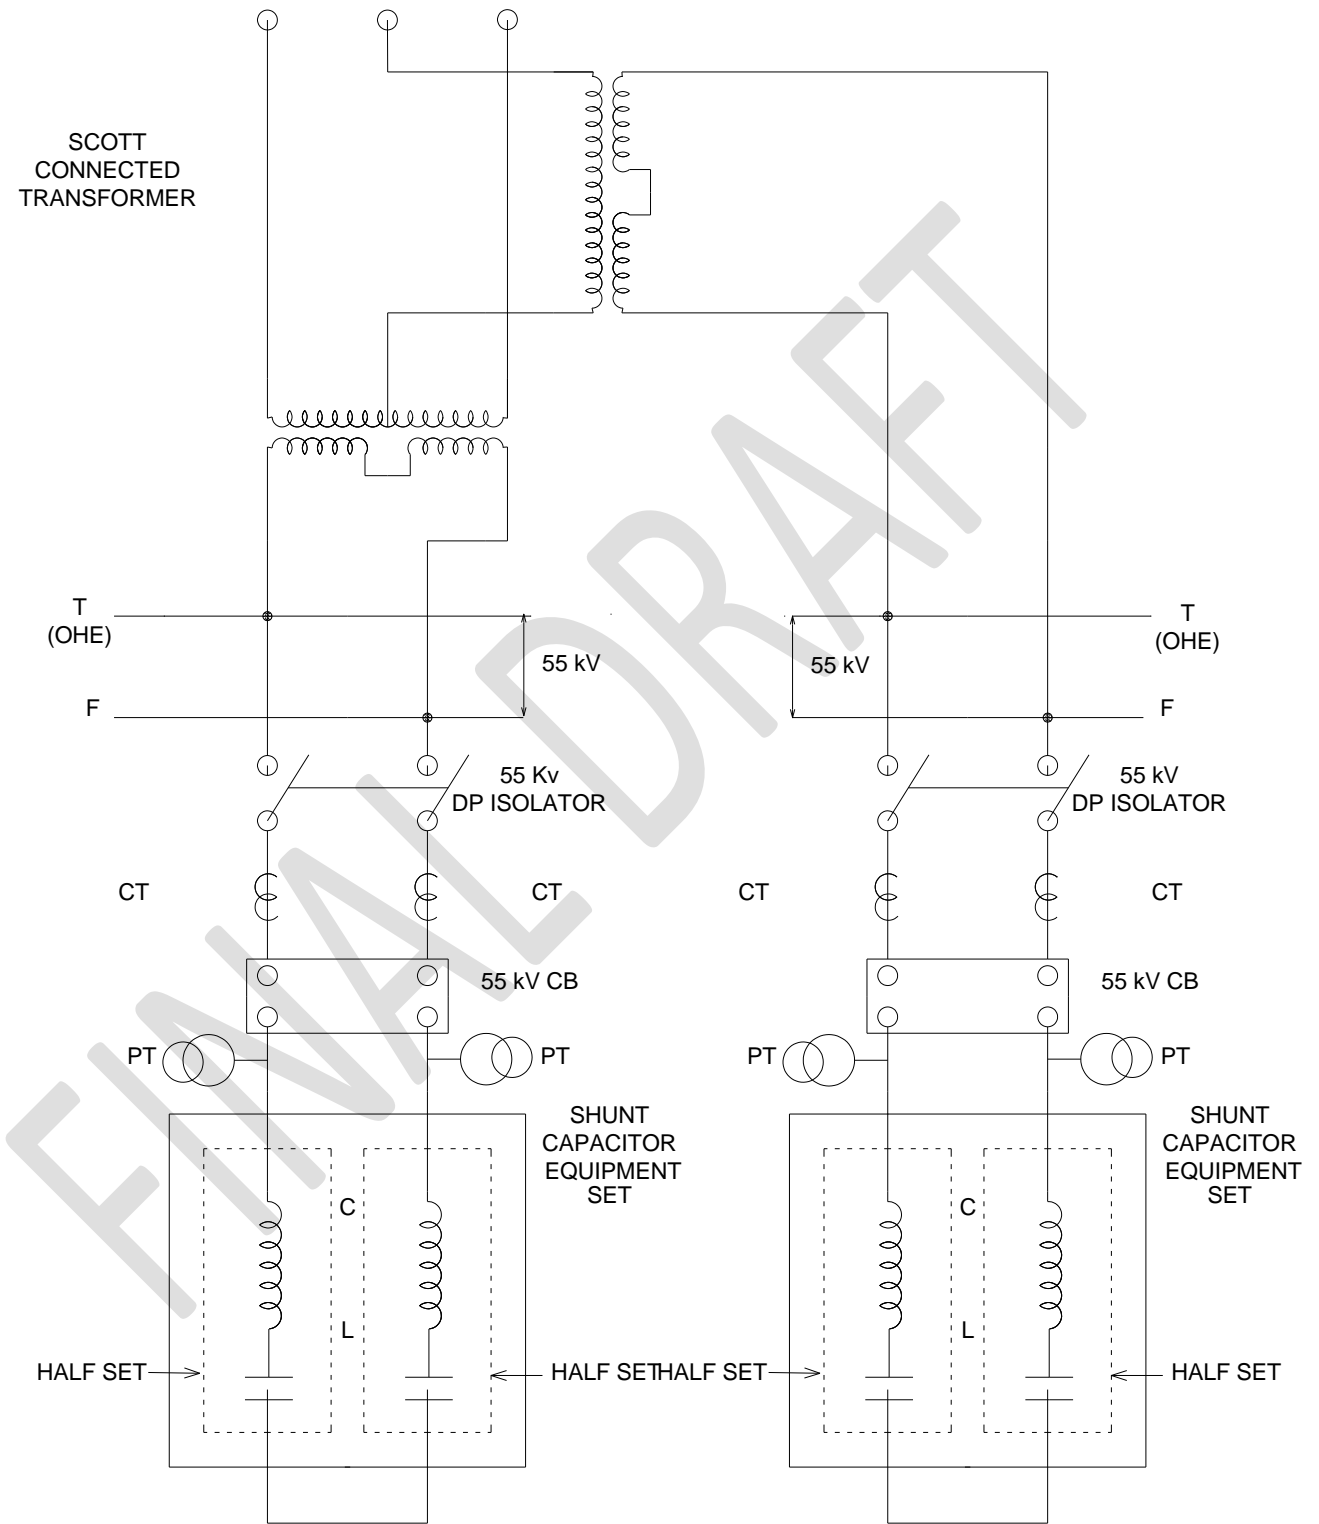 SCOTT
CONNECTED
TRANSFORMER
T
(OHE)
55 kV
F
55 kV
T
(OHE)
F
55 Kv
DP ISOLATOR
55 kV
DP ISOLATOR
CT
CT
CT
CT
55 kV CB
55 kV CB
PT
PT
PT
PT
SHUNT
CAPACITOR
EQUIPMENT
SET
SHUNT
CAPACITOR
EQUIPMENT
SET
C
C
L
L
HALF SET
HALF SET
HALF SET
HALF SET
FINAL DRAFT